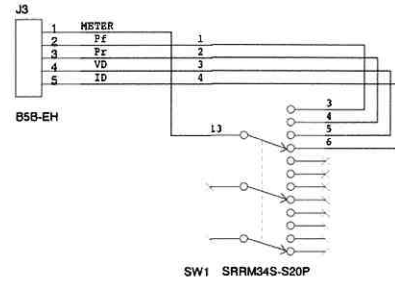 J3
1 METER
2 Pf 1
3 Pr 2
4 VD 3
5 ID 4
B5B-EH
3
4
13 5
6
SW1 SRRM34S-S20P